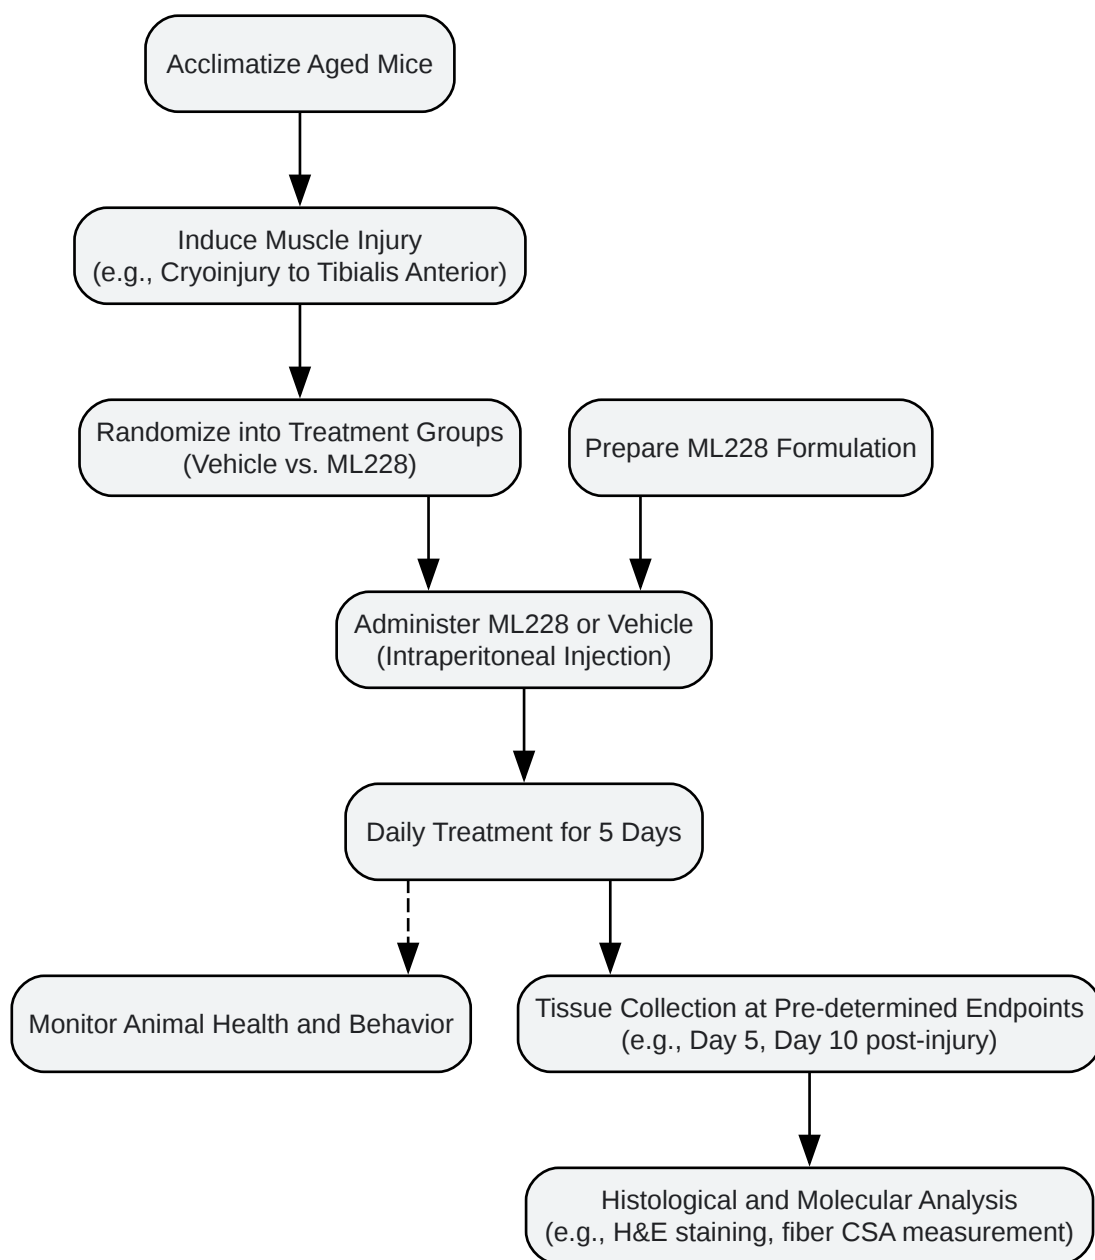 Acclimatize Aged Mice
Induce Muscle Injury
(e.g., Cryoinjury to Tibialis Anterior)
Randomize into Treatment Groups
(Vehicle vs. ML228)
Prepare ML228 Formulation
Administer ML228 or Vehicle
(Intraperitoneal Injection)
Daily Treatment for 5 Days
Monitor Animal Health and Behavior
Tissue Collection at Pre-determined Endpoints
(e.g., Day 5, Day 10 post-injury)
Histological and Molecular Analysis
(e.g., H&E staining, fiber CSA measurement)